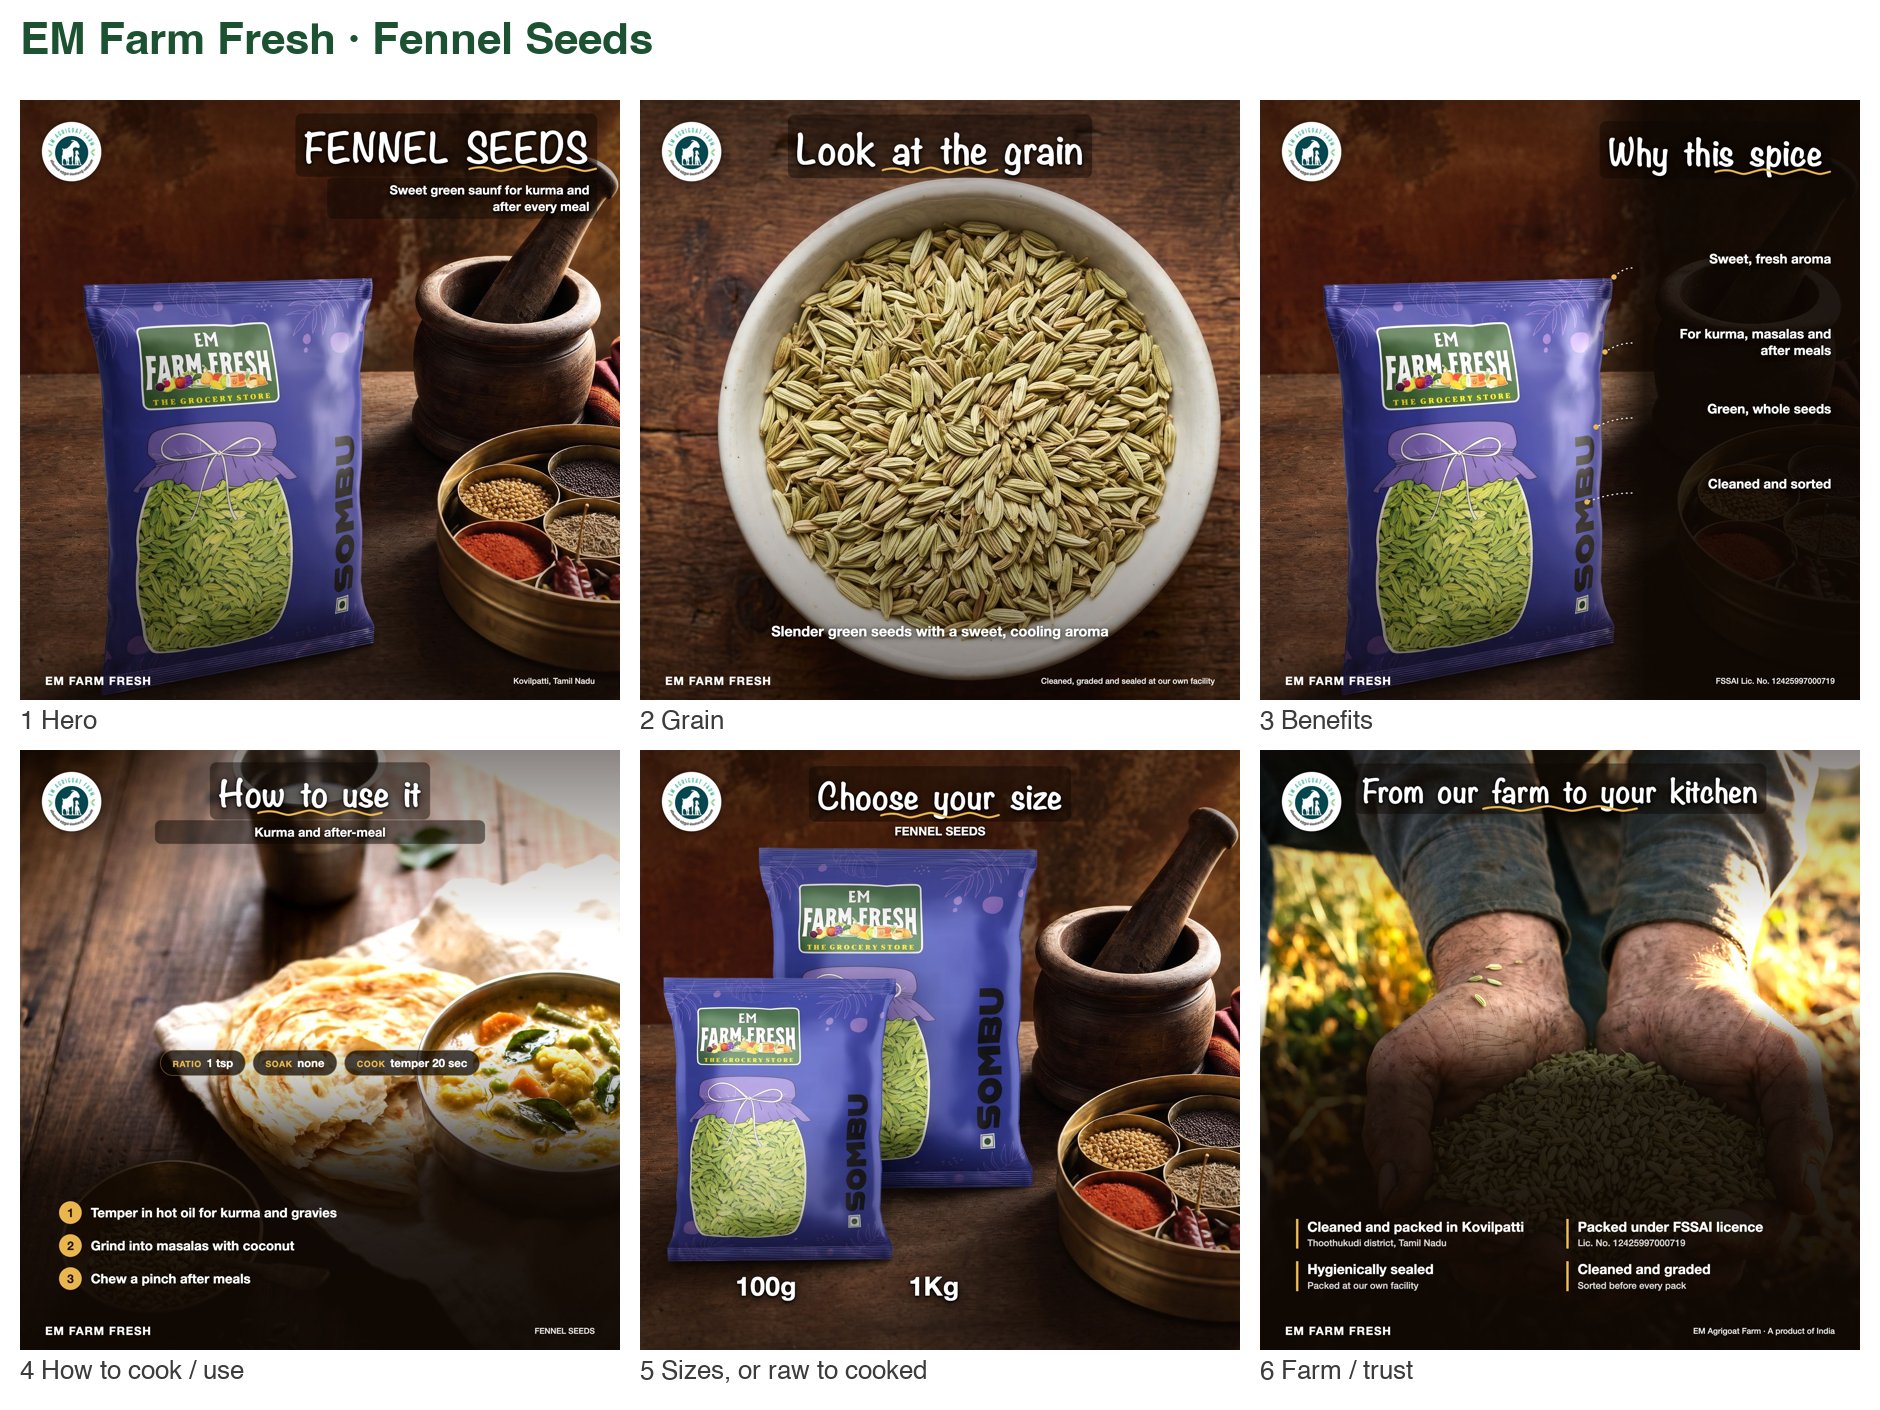 EM Farm Fresh · Fennel Seeds
FENNEL SEEDS
Sweet green saunf for kurma and
after every meal
EM
FARM FRESH
THE GROCERY STORE
SOMBU
EM FARM FRESH
Kovilpatti, Tamil Nadu
1 Hero
Look at the grain
Slender green seeds with a sweet, cooling aroma
EM FARM FRESH
Cleaned, graded and sealed at our own facility
2 Grain
Why this spice
Sweet, fresh aroma
For kurma, masalas and
after meals
Green, whole seeds
Cleaned and sorted
EM
FARM FRESH
THE GROCERY STORE
SOMBU
EM FARM FRESH
FSSAI Lic. No. 12425997000719
3 Benefits
How to use it
Kurma and after-meal
RATIO 1 tsp
SOAK none
COOK temper 20 sec
1 Temper in hot oil for kurma and gravies
2 Grind into masalas with coconut
3 Chew a pinch after meals
EM FARM FRESH
FENNEL SEEDS
4 How to cook / use
Choose your size
FENNEL SEEDS
EM
FARM FRESH
THE GROCERY STORE
SOMBU
EM
FARM FRESH
THE GROCERY STORE
SOMBU
100g
1Kg
5 Sizes, or raw to cooked
From our farm to your kitchen
Cleaned and packed in Kovilpatti
Thoothukudi district, Tamil Nadu
Packed under FSSAI licence
Lic. No. 12425997000719
Hygienically sealed
Packed at our own facility
Cleaned and graded
Sorted before every pack
EM FARM FRESH
EM Agrigoat Farm · A product of India
6 Farm / trust